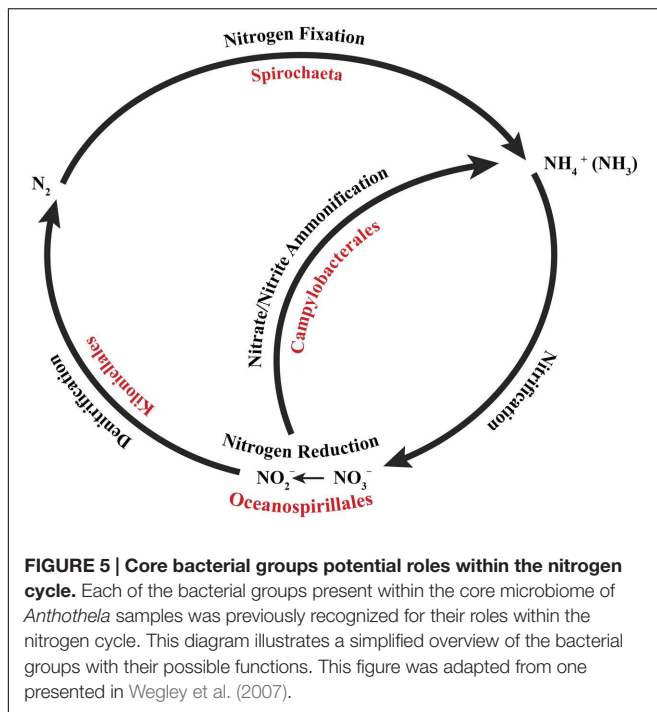 Nitrogen Fixation
Spirochaeta
N₂
NH₄⁺ (NH₃)
Nitrate/Nitrite Ammonification
Campylobacterales
Kiloniellales
Denitrification
Nitrification
Nitrogen Reduction
NO₂⁻ ← NO₃⁻
Oceanospirillales
FIGURE 5 | Core bacterial groups potential roles within the nitrogen
cycle. Each of the bacterial groups present within the core microbiome of
Anthothela samples was previously recognized for their roles within the
nitrogen cycle. This diagram illustrates a simplified overview of the bacterial
groups with their possible functions. This figure was adapted from one
presented in Wegley et al. (2007).